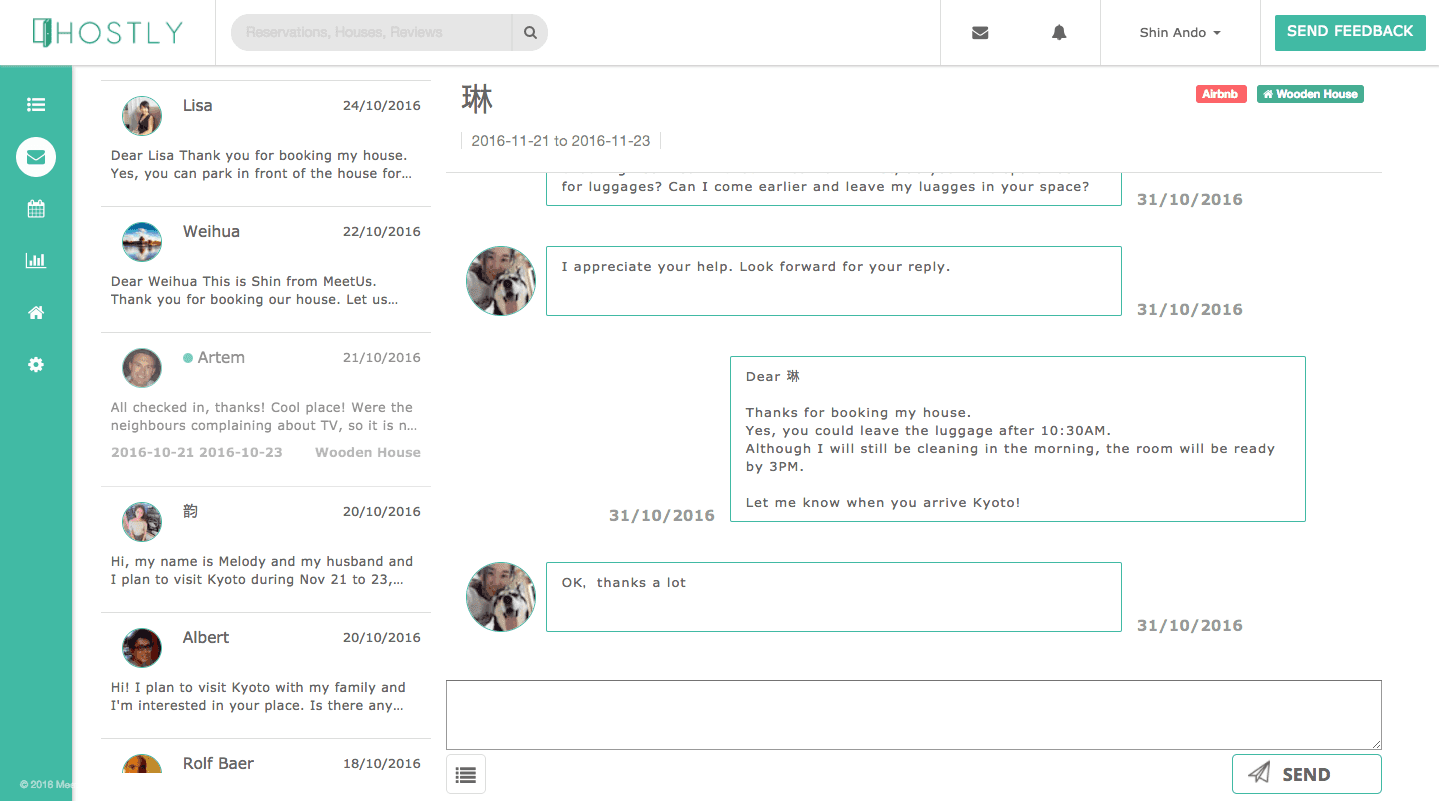 HOSTLY
Reservations, Houses, Reviews
Shin Ando
SEND FEEDBACK
Lisa
24/10/2016
Dear Lisa Thank you for booking my house.
Yes, you can park in front of the house for...
Weihua
22/10/2016
Dear Weihua This is Shin from MeetUs.
Thank you for booking our house. Let us...
Artem
21/10/2016
All checked in, thanks! Cool place! Were the
neighbours complaining about TV, so it is n...
2016-10-21 2016-10-23
Wooden House
韵
20/10/2016
Hi, my name is Melody and my husband and
I plan to visit Kyoto during Nov 21 to 23,...
Albert
20/10/2016
Hi! I plan to visit Kyoto with my family and
I'm interested in your place. Is there any...
Rolf Baer
18/10/2016
© 2016
琳
Airbnb
Wooden House
2016-11-21 to 2016-11-23
for luggages? Can I come earlier and leave my luagges in your space?
31/10/2016
I appreciate your help. Look forward for your reply.
31/10/2016
Dear 琳
Thanks for booking my house.
Yes, you could leave the luggage after 10:30AM.
Although I will still be cleaning in the morning, the room will be ready
by 3PM.
Let me know when you arrive Kyoto!
31/10/2016
OK，thanks a lot
31/10/2016
SEND